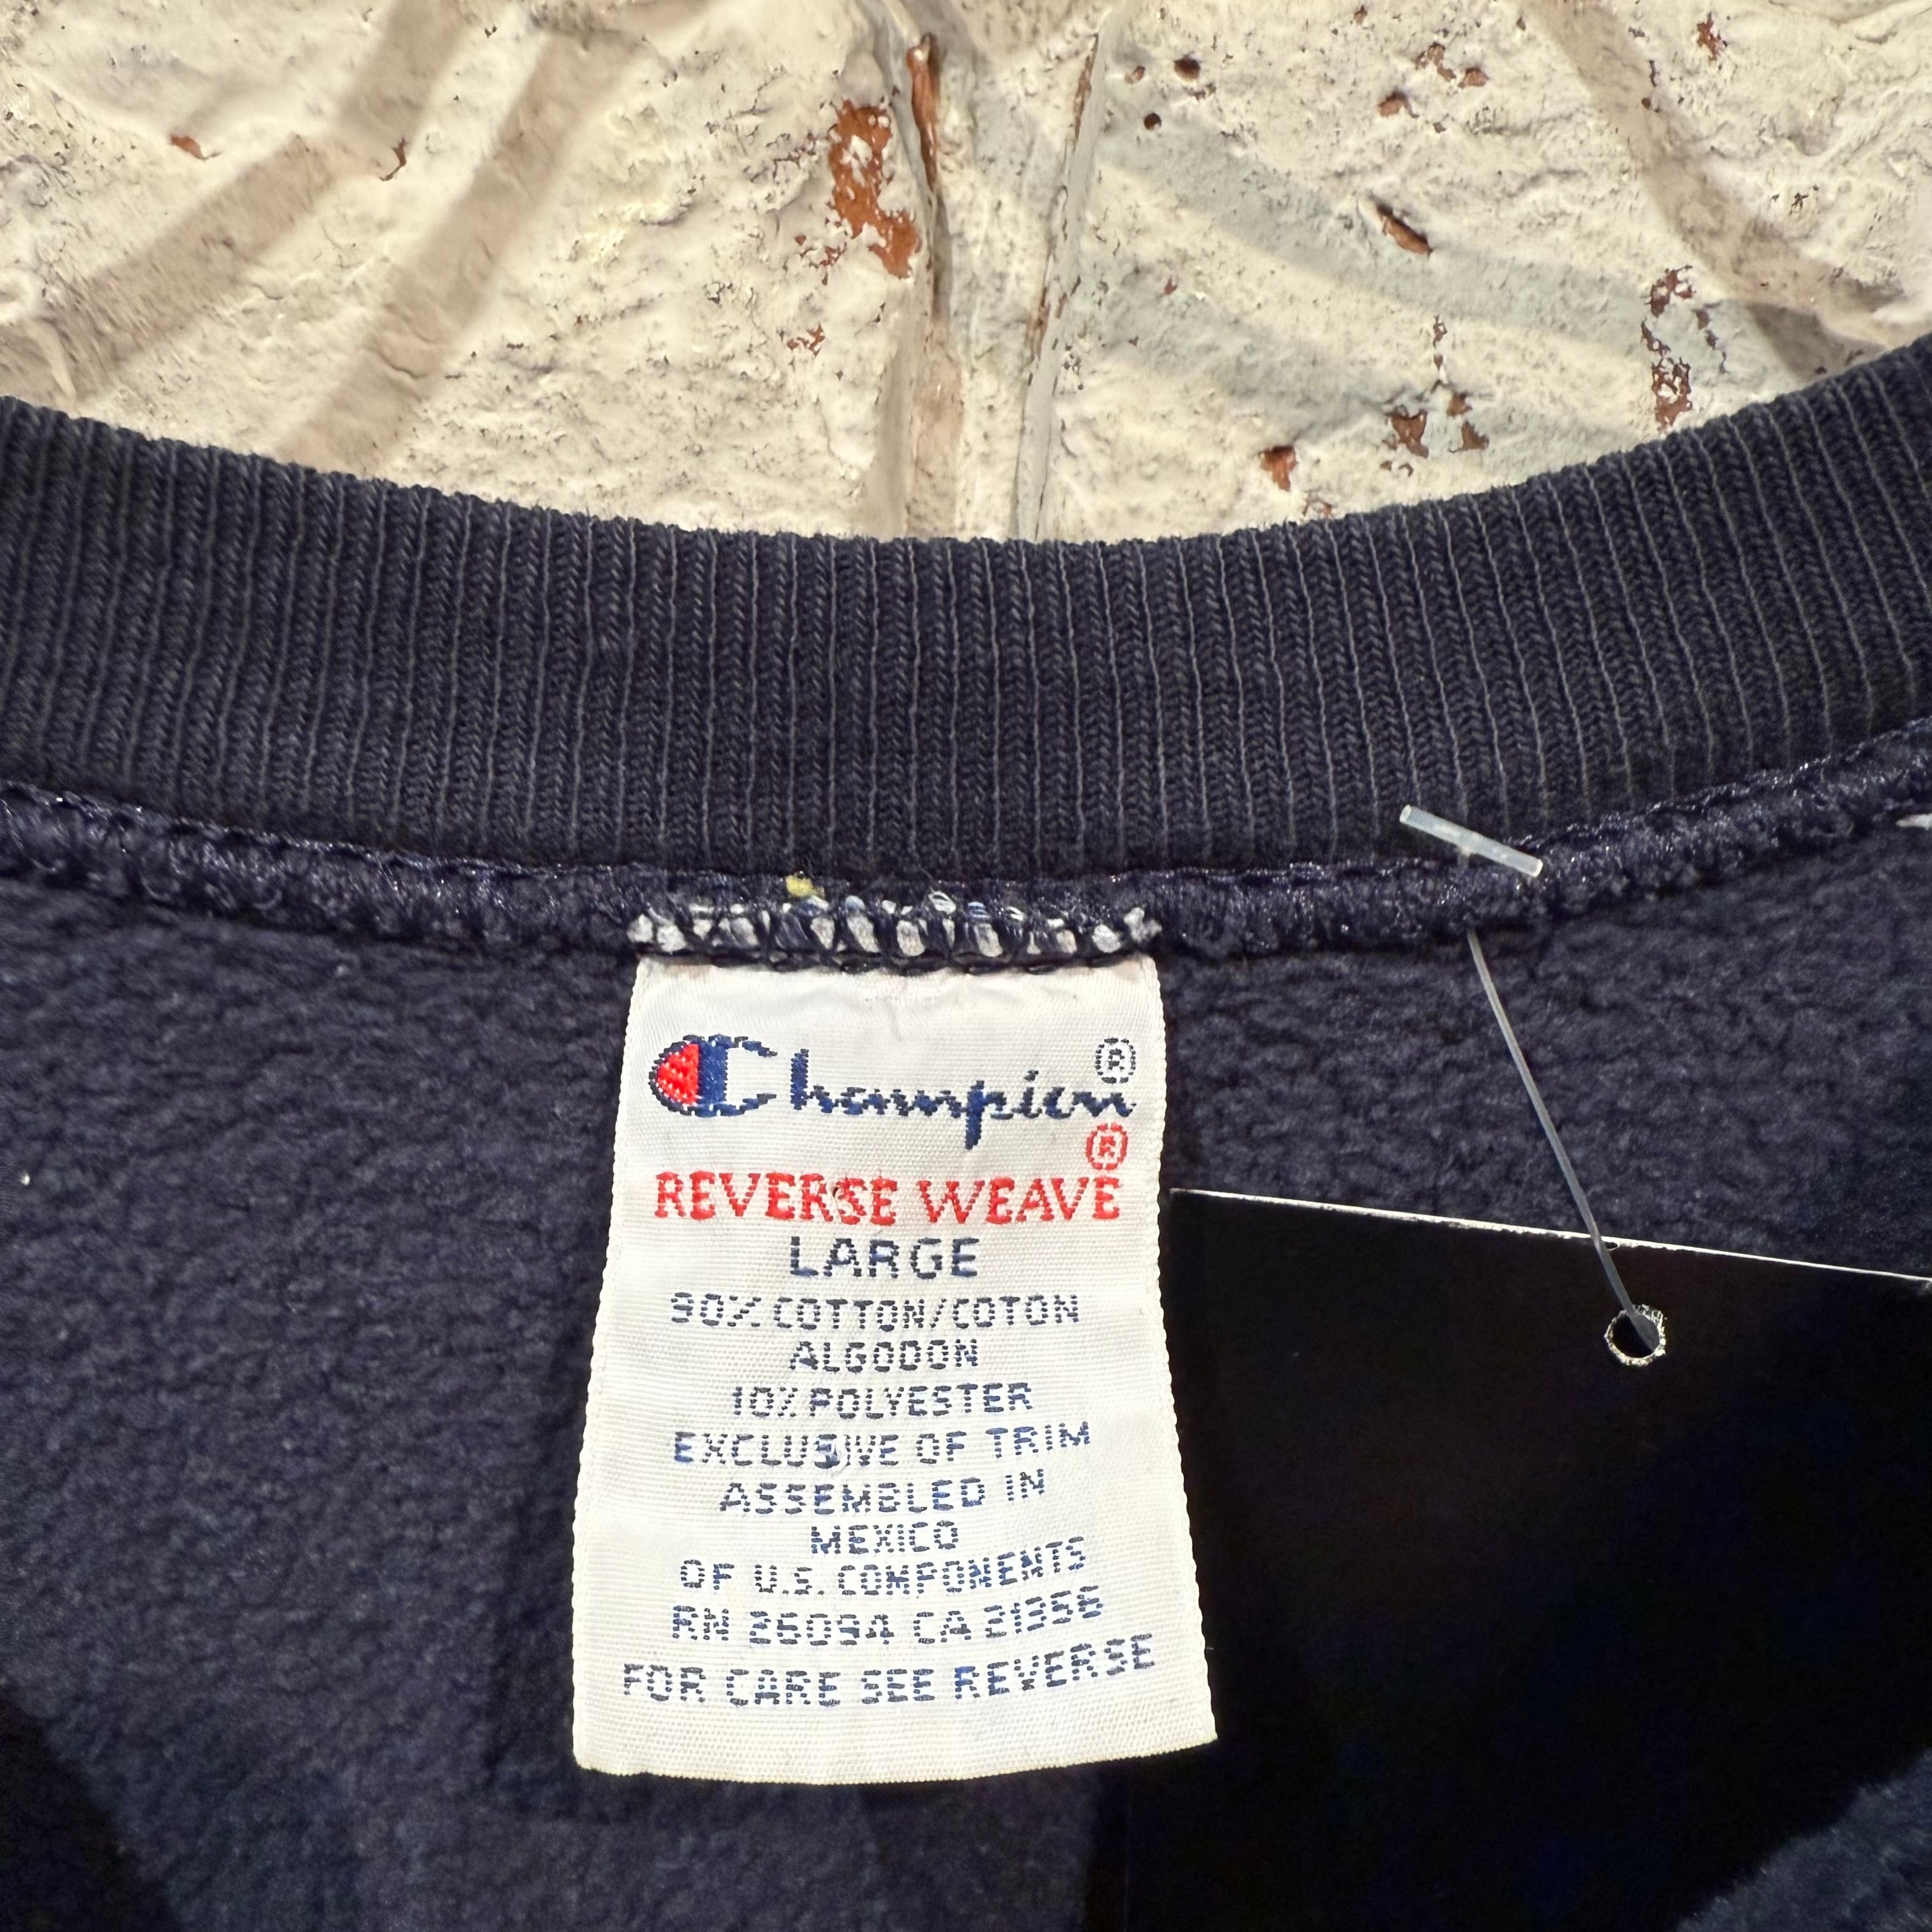 Champion®
REVERSE WEAVE®
LARGE
90% COTTON/COTON
ALGODON
10% POLYESTER
EXCLUSIVE OF TRIM
ASSEMBLED IN
MEXICO
OF U.S. COMPONENTS
RN 26094 CA 21356
FOR CARE SEE REVERSE